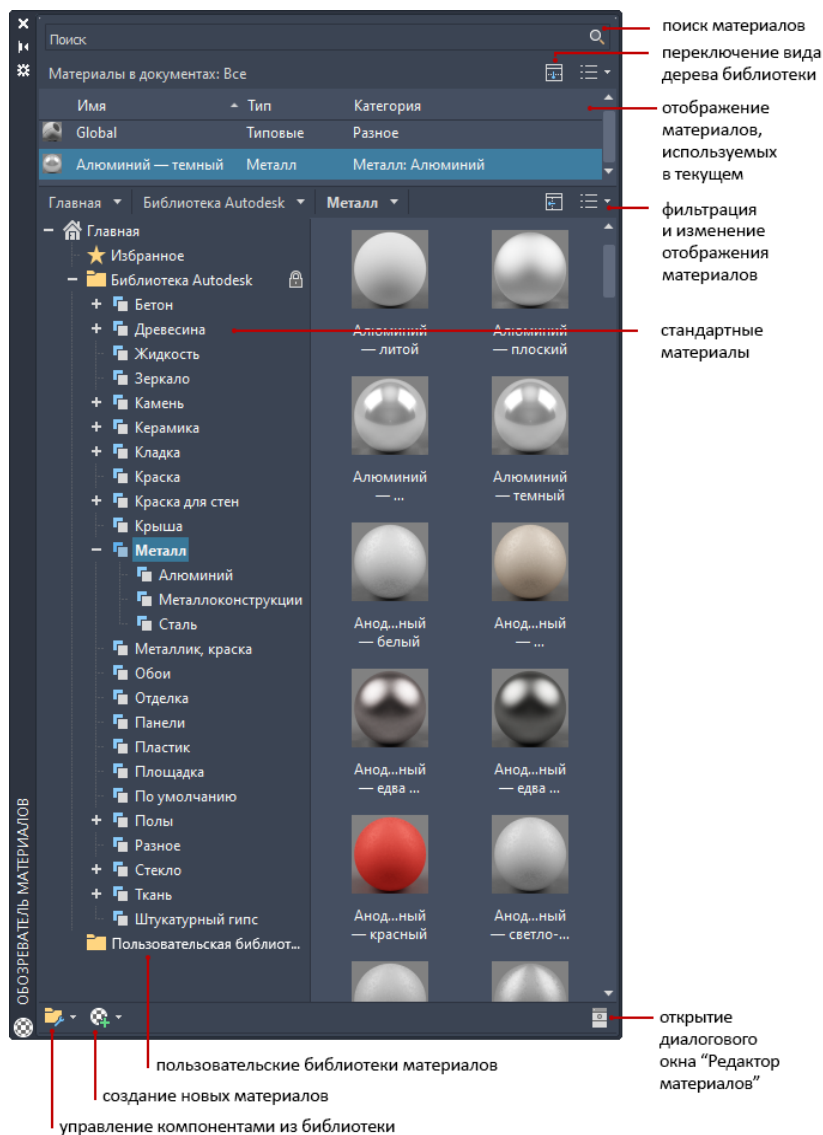 Поиск
поиск материалов
Материалы в документах: Все
переключение вида
дерева библиотеки
Имя Тип Категория
Global Типовые Разное
Алюминий — темный Металл Металл: Алюминий
отображение
материалов,
используемых
в текущем
Главная Библиотека Autodesk Металл
фильтрация
и изменение
отображения
материалов
Главная
Избранное
Библиотека Autodesk
Бетон
Древесина
Жидкость
Зеркало
Камень
Керамика
Кладка
Краска
Краска для стен
Крыша
Металл
Алюминий
Металлоконструкции
Сталь
Металлик, краска
Обои
Отделка
Панели
Пластик
Площадка
По умолчанию
Полы
Разное
Стекло
Ткань
Штукатурный гипс
Пользовательская библиот...
Алюминий
— литой
Алюминий
— плоский
стандартные
материалы
Алюминий
— ...
Алюминий
— темный
Анод...ный
— белый
Анод...ный
— ...
Анод...ный
— едва ...
Анод...ный
— едва ...
Анод...ный
— красный
Анод...ный
— светло-...
ОБОЗРЕВАТЕЛЬ МАТЕРИАЛОВ
открытие
диалогового
окна “Редактор
материалов”
пользовательские библиотеки материалов
создание новых материалов
управление компонентами из библиотеки